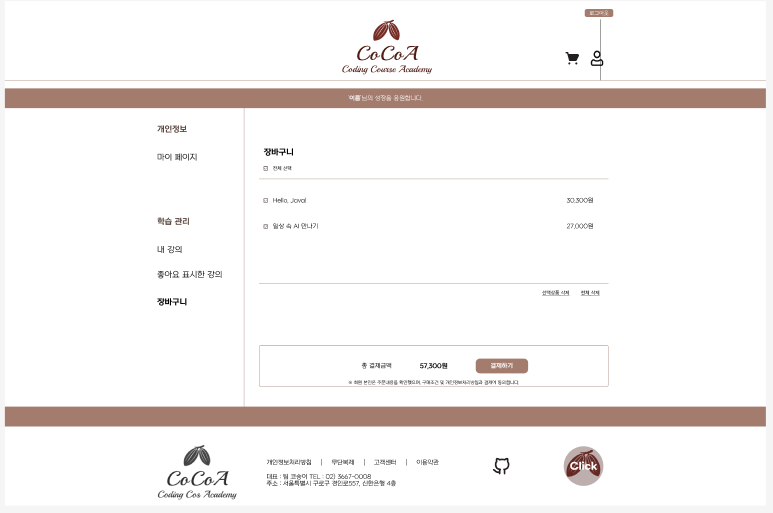 로그아웃
CoCoA
Coding Course Academy
'이름'님의 성장을 응원합니다.
개인정보
마이 페이지
학습 관리
내 강의
좋아요 표시한 강의
장바구니
장바구니
전체 선택
Hello, Java! 30,300원
일상 속 AI 만나기 27,000원
선택상품 삭제 전체 삭제
총 결제금액 57,300원 결제하기
※ 회원 본인은 주문내용을 확인했으며, 구매조건 및 개인정보처리방침과 결제에 동의합니다.
CoCoA
Coding Cos Academy
개인정보처리방침 | 무단복제 | 고객센터 | 이용약관
대표 : 팀 코숭이 TEL : 02) 3667-0008
주소 : 서울특별시 구로구 경인로557, 신한은행 4층
Click